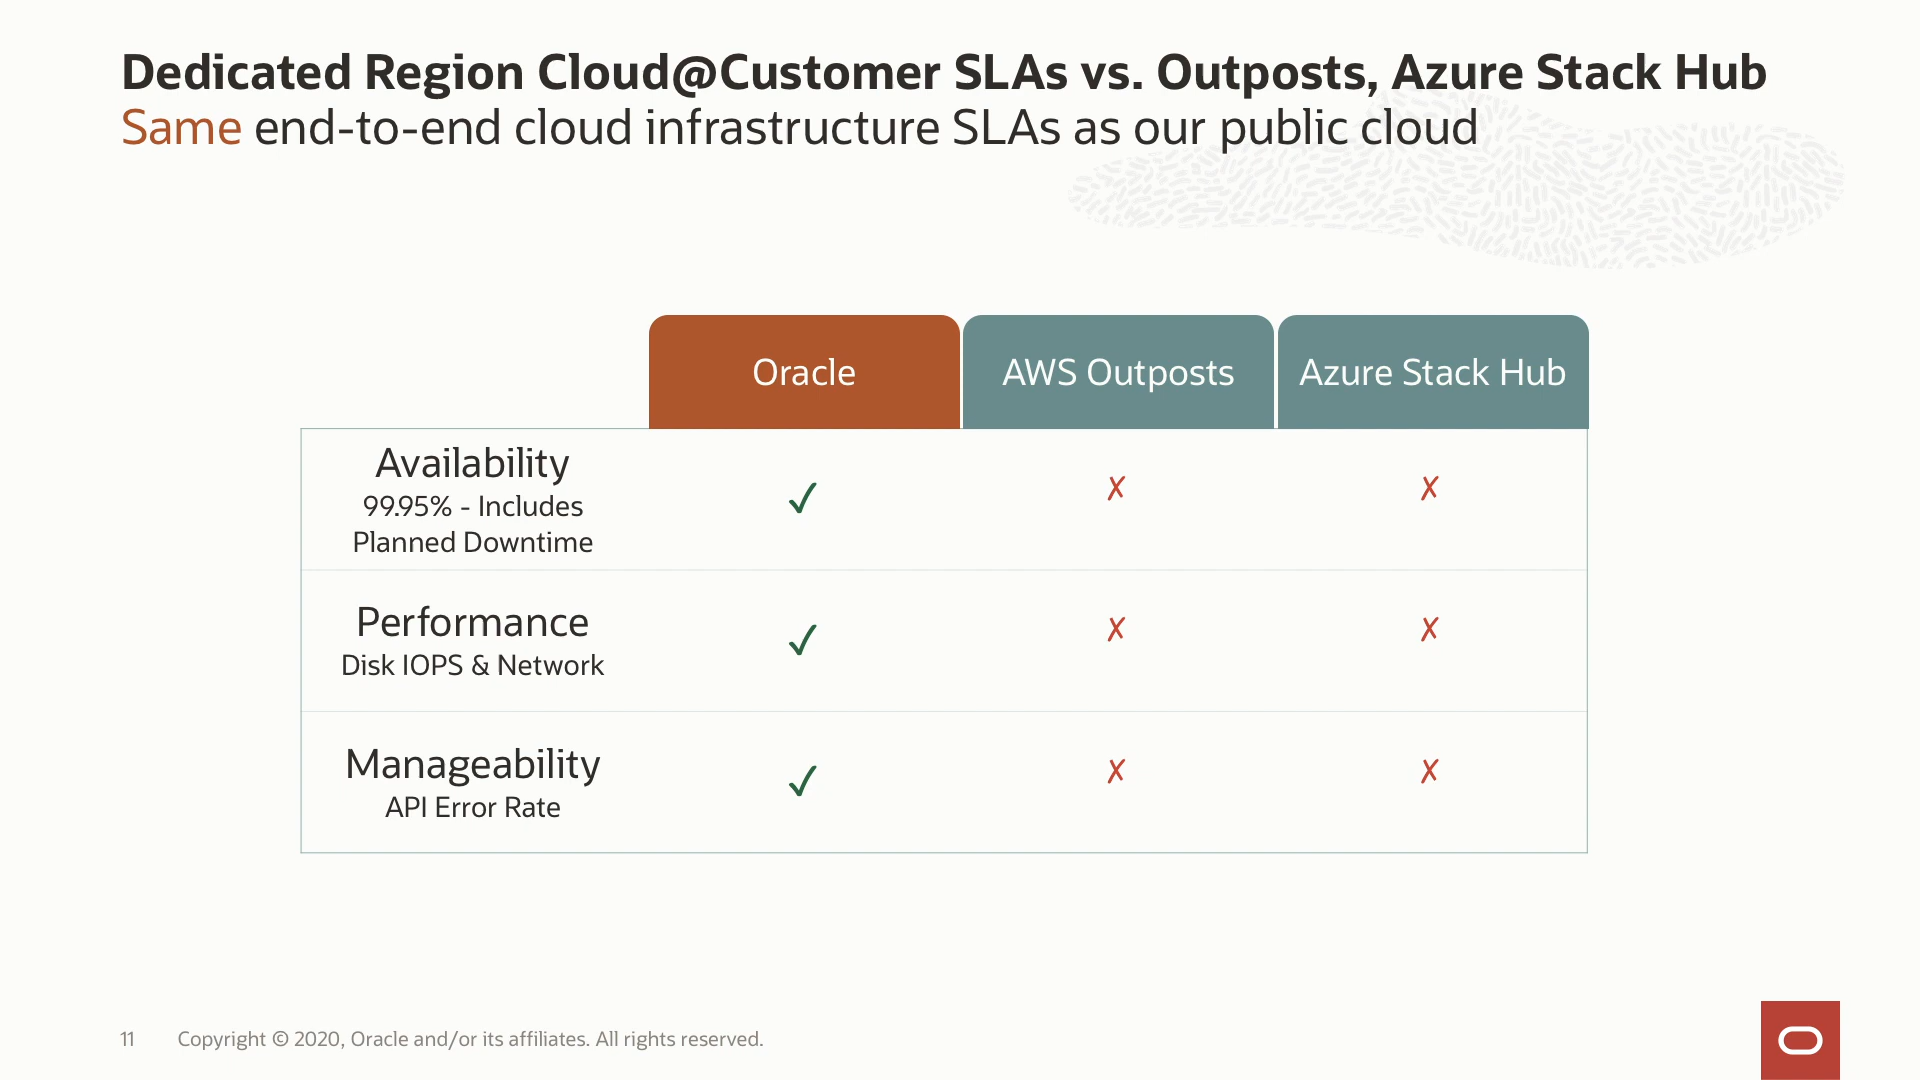 Dedicated Region Cloud@Customer SLAs vs. Outposts, Azure Stack Hub
Same end-to-end cloud infrastructure SLAs as our public cloud
Oracle
AWS Outposts
Azure Stack Hub
Availability
99.95% - Includes
Planned Downtime
✓ ✗ ✗
Performance
Disk IOPS & Network
✓ ✗ ✗
Manageability
API Error Rate
✓ ✗ ✗
11 Copyright © 2020, Oracle and/or its affiliates. All rights reserved.